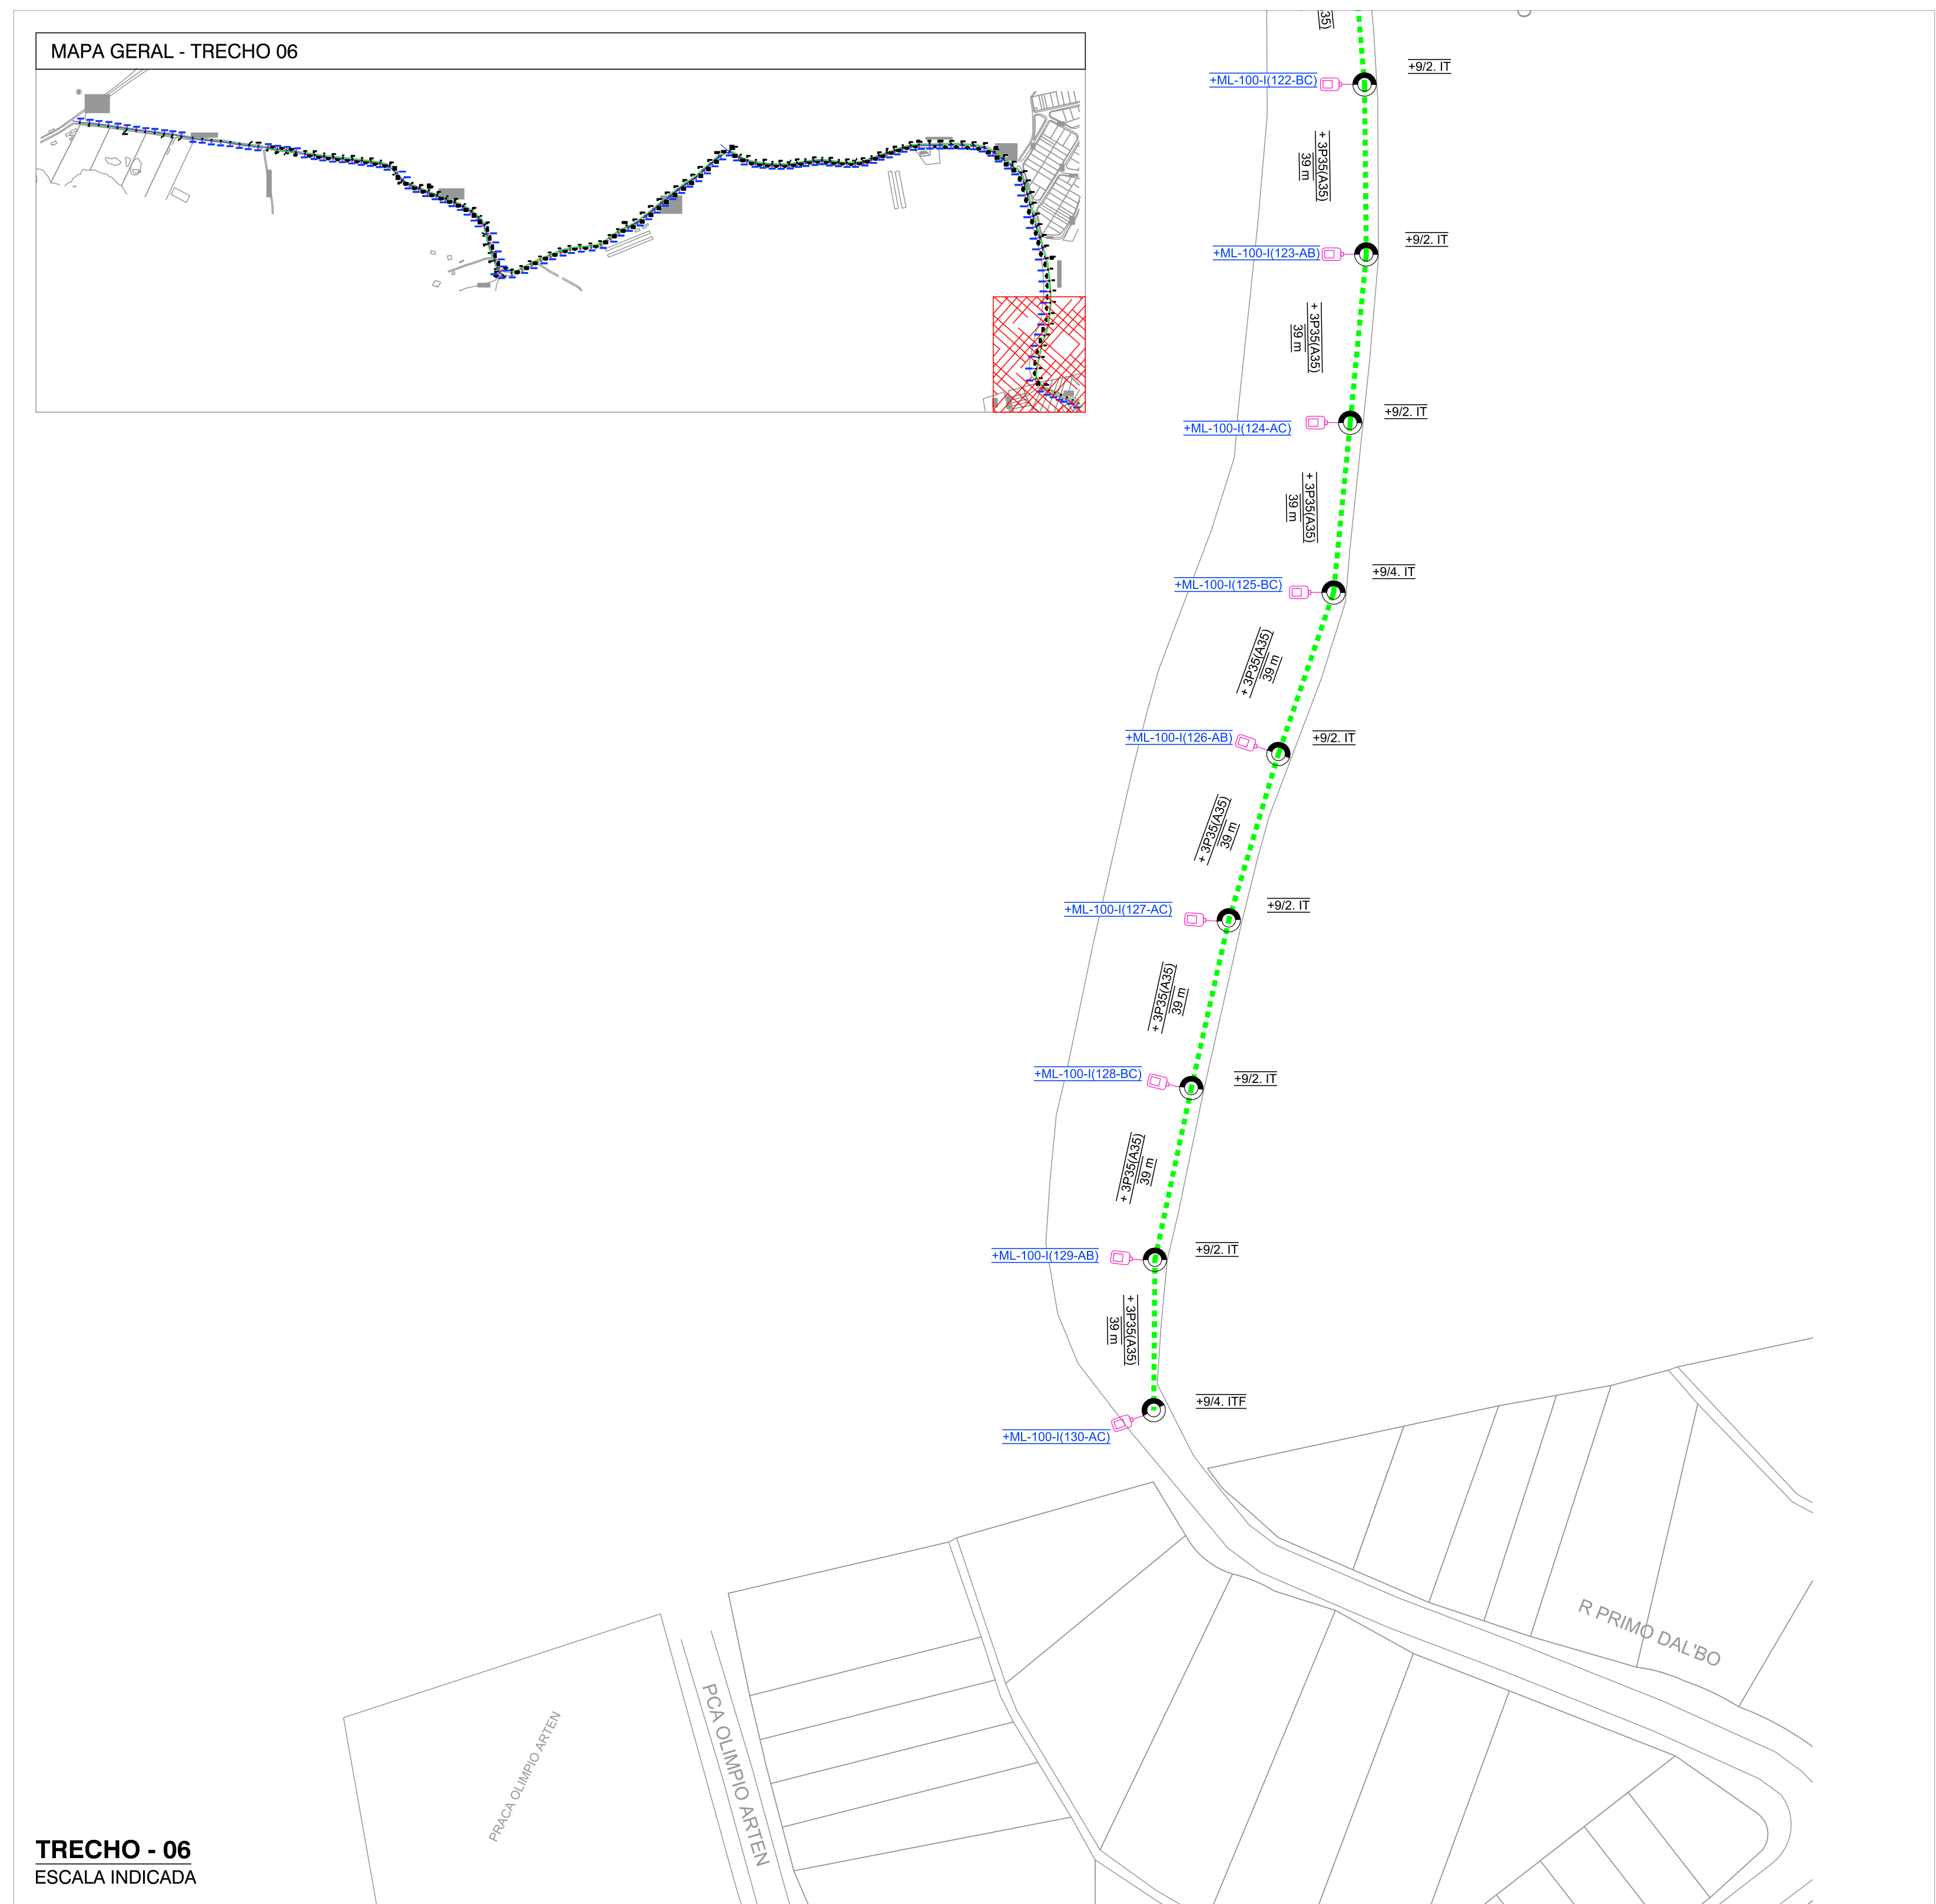 MAPA GERAL - TRECHO 06
35)
+ML-100-I(122-BC)
+9/2. IT
+ 3P35(A35)
39 m
+ML-100-I(123-AB)
+9/2. IT
+ 3P35(A35)
39 m
+ML-100-I(124-AC)
+9/2. IT
+ 3P35(A35)
39 m
+ML-100-I(125-BC)
+9/4. IT
+ 3P35(A35)
39 m
+ML-100-I(126-AB)
+9/2. IT
+ 3P35(A35)
39 m
+ML-100-I(127-AC)
+9/2. IT
+ 3P35(A35)
39 m
+ML-100-I(128-BC)
+9/2. IT
+ 3P35(A35)
39 m
+ML-100-I(129-AB)
+9/2. IT
+ 3P35(A35)
39 m
+9/4. ITF
+ML-100-I(130-AC)
R PRIMO DAL'BO
PCA OLIMPIO ARTEN
PRACA OLIMPIO ARTEN
TRECHO - 06
ESCALA INDICADA